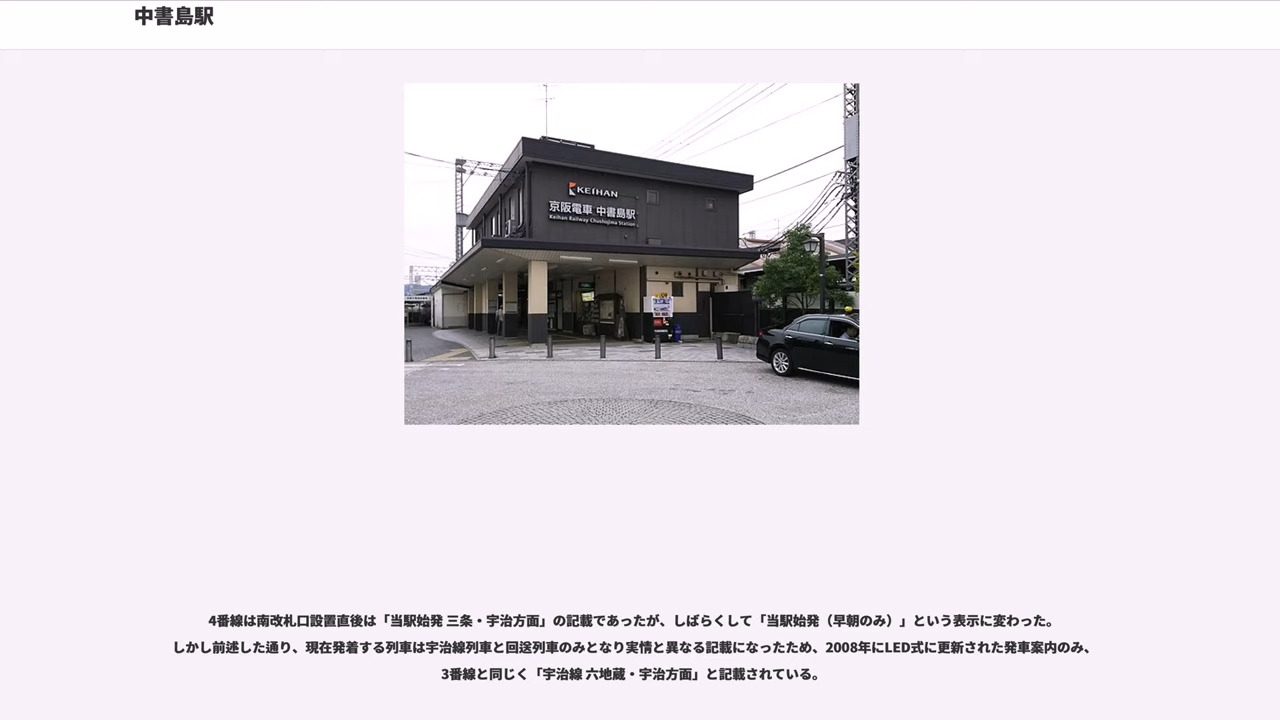 中書島駅
KEIHAN
京阪電車 中書島駅
Keihan Railway Chushojima Station
4番線は南改札口設置直後は「当駅始発 三条・宇治方面」の記載であったが、しばらくして「当駅始発（早朝のみ）」という表示に変わった。
しかし前述した通り、現在発着する列車は宇治線列車と回送列車のみとなり実情と異なる記載になったため、2008年にLED式に更新された発車案内のみ、
3番線と同じく「宇治線 六地蔵・宇治方面」と記載されている。